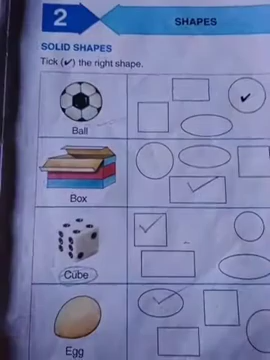 2 SHAPES
SOLID SHAPES
Tick (✔) the right shape.
Ball
Box
Cube
Egg